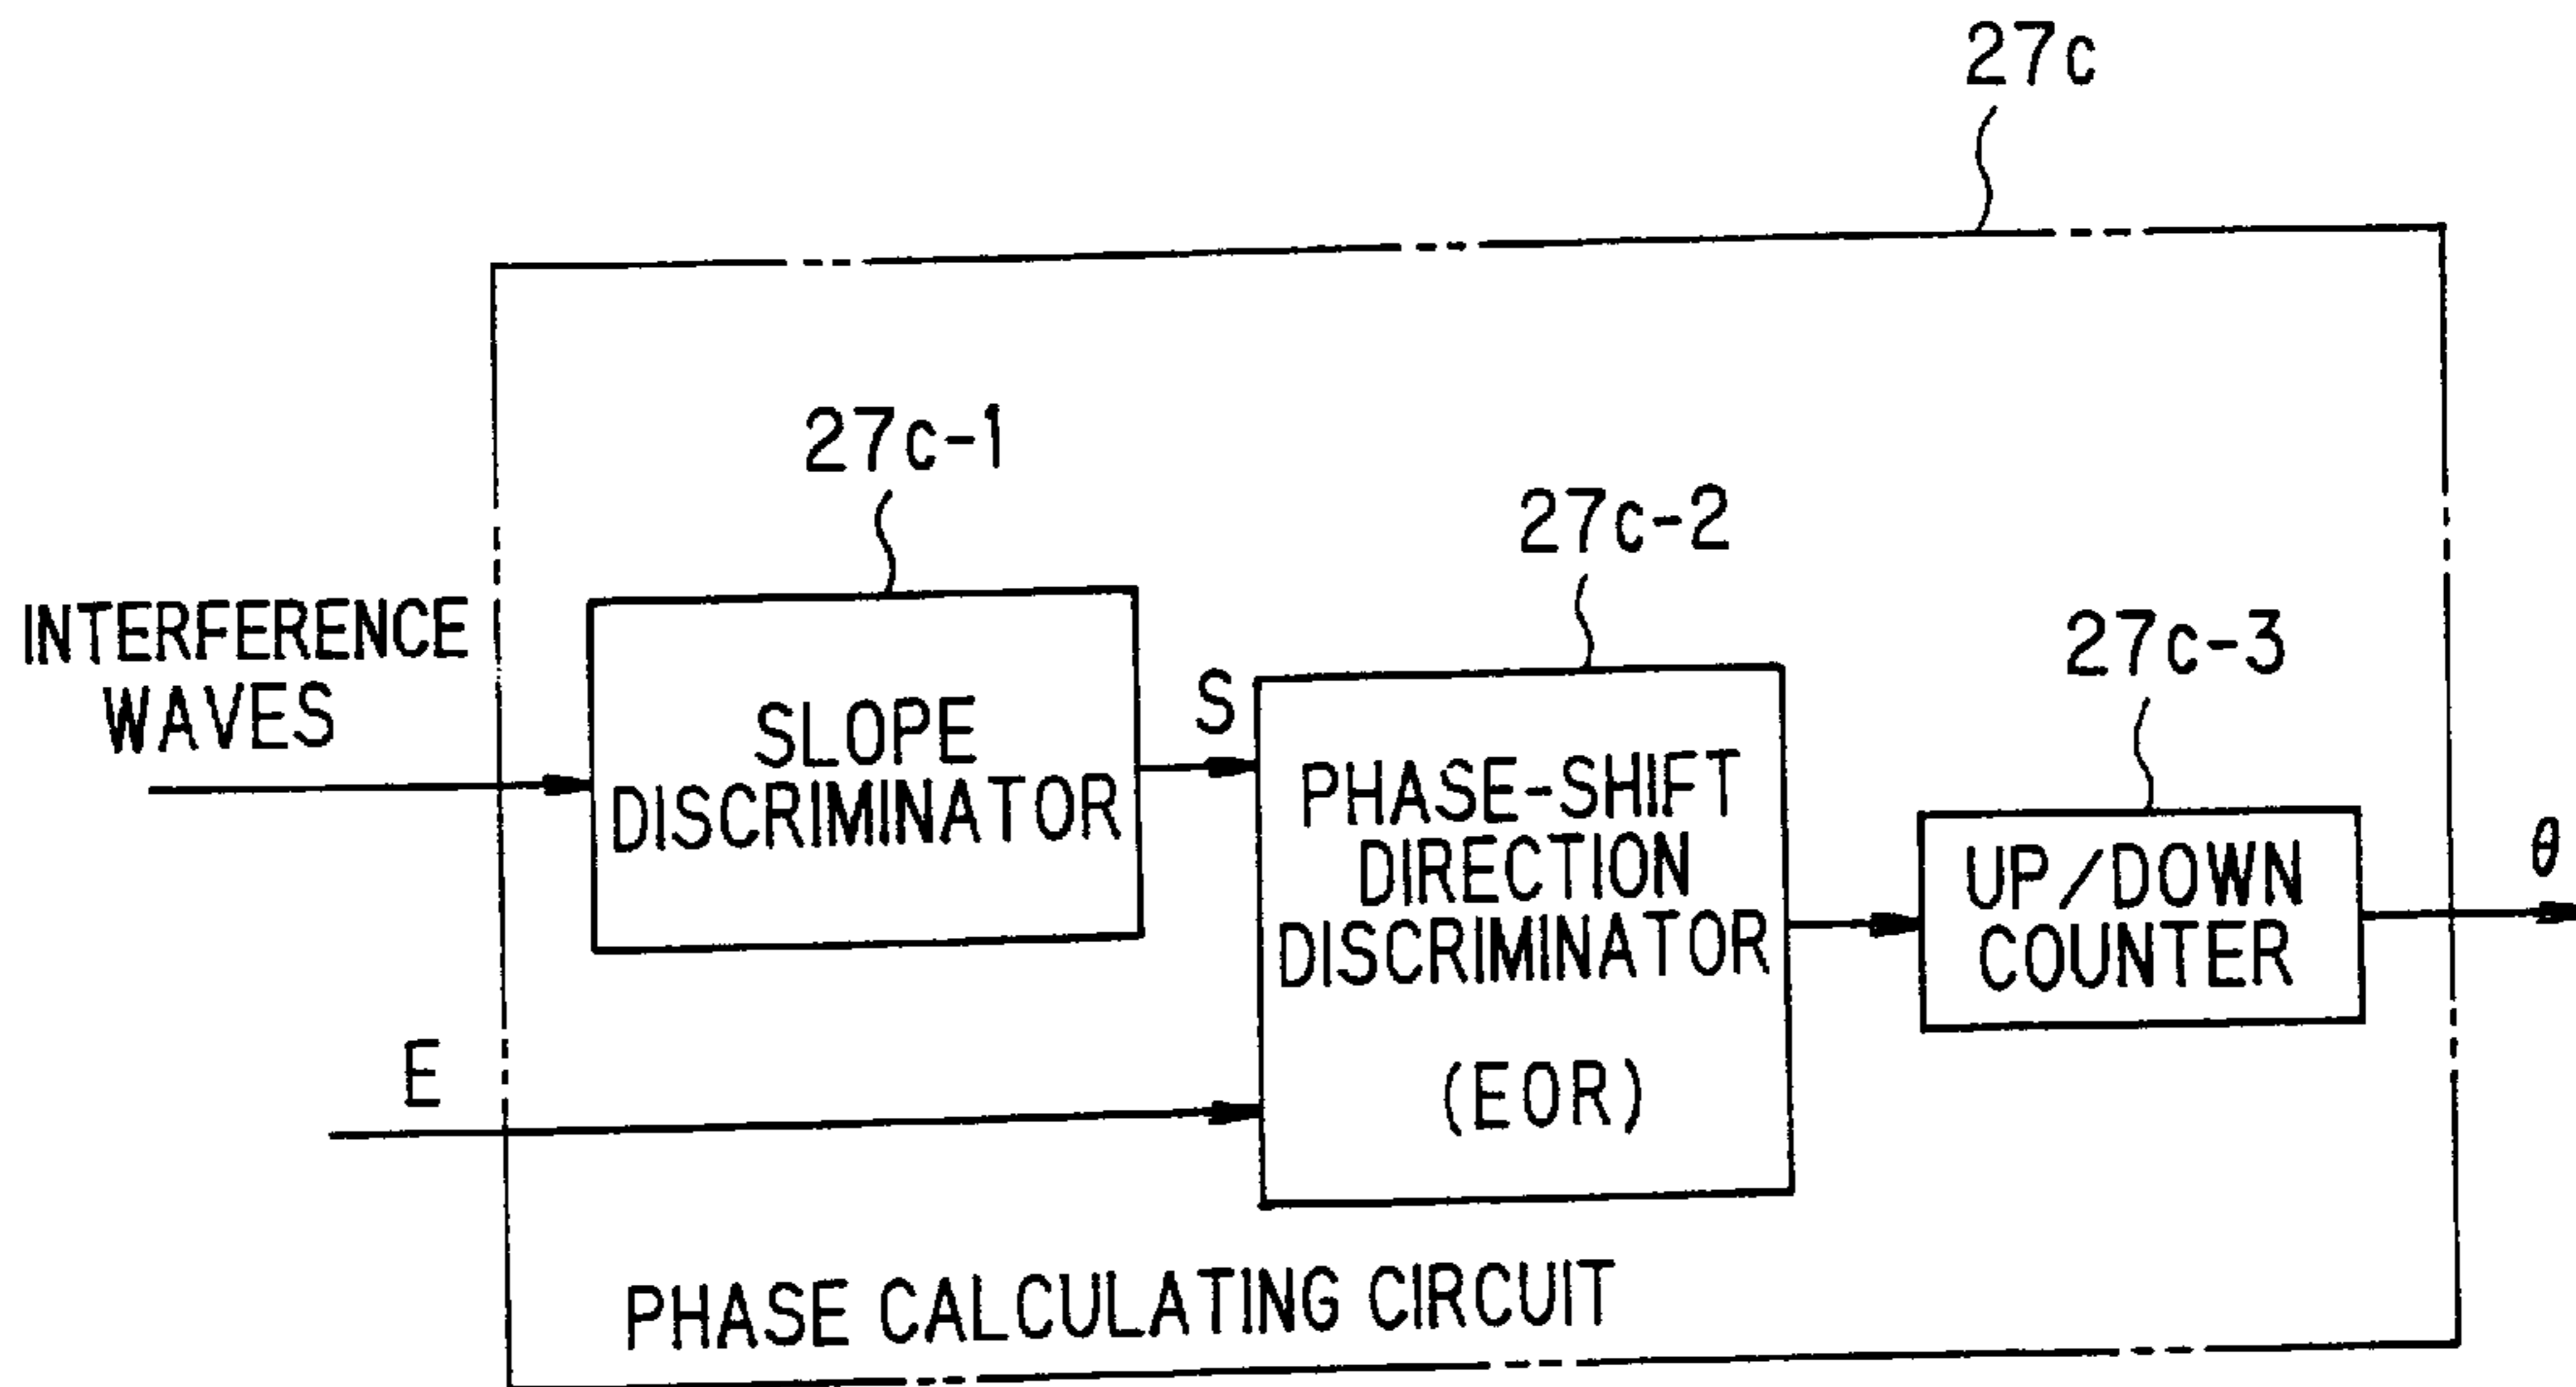 27c
27c-1
27c-2
27c-3
INTERFERENCE
WAVES
SLOPE
DISCRIMINATOR
S
PHASE-SHIFT
DIRECTION
DISCRIMINATOR
(EOR)
UP/DOWN
COUNTER
θ
E
PHASE CALCULATING CIRCUIT